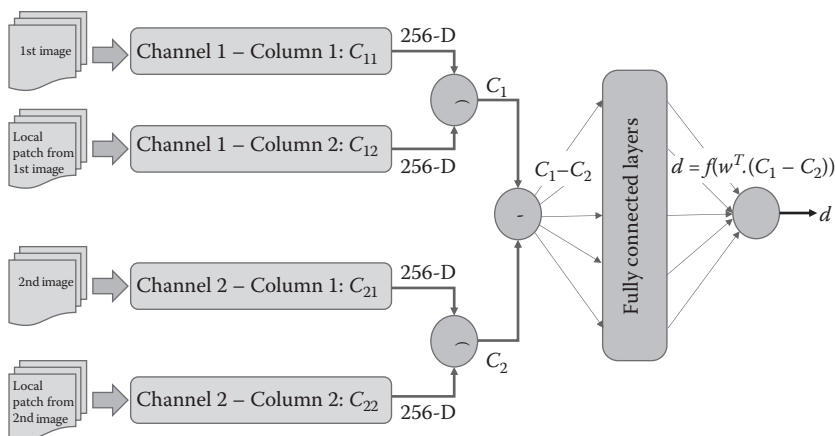 1st image
Channel 1 – Column 1: C₁₁
256-D
Local
patch from
1st image
Channel 1 – Column 2: C₁₂
256-D
⌢
C₁
2nd image
Channel 2 – Column 1: C₂₁
256-D
Local
patch from
2nd image
Channel 2 – Column 2: C₂₂
256-D
⌢
C₂
-
C₁–C₂
Fully connected layers
d = f(wᵀ.(C₁ – C₂))
d